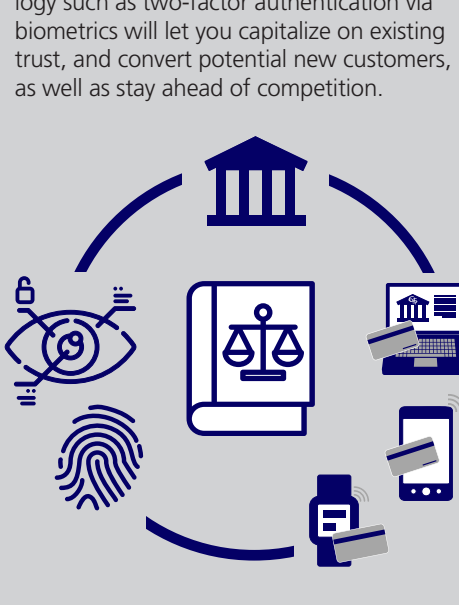 logy such as two-factor authentication via
biometrics will let you capitalize on existing
trust, and convert potential new customers,
as well as stay ahead of competition.